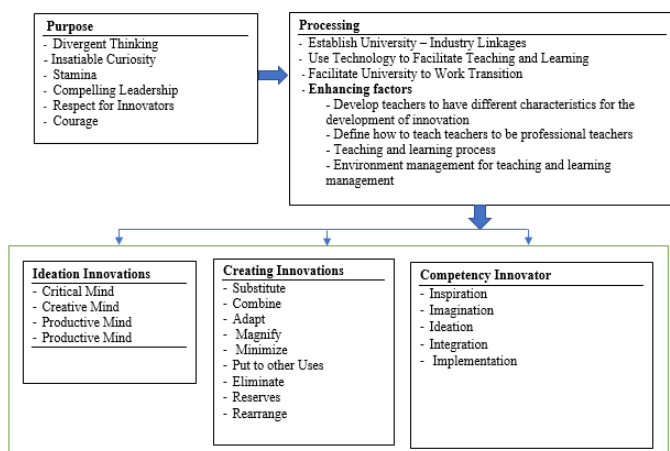 Purpose
- Divergent Thinking
- Insatiable Curiosity
- Stamina
- Compelling Leadership
- Respect for Innovators
- Courage
Processing
- Establish University – Industry Linkages
- Use Technology to Facilitate Teaching and Learning
- Facilitate University to Work Transition
- Enhancing factors
- Develop teachers to have different characteristics for the
development of innovation
- Define how to teach teachers to be professional teachers
- Teaching and learning process
- Environment management for teaching and learning
management
Ideation Innovations
- Critical Mind
- Creative Mind
- Productive Mind
- Productive Mind
Creating Innovations
- Substitute
- Combine
- Adapt
- Magnify
- Minimize
- Put to other Uses
- Eliminate
- Reserves
- Rearrange
Competency Innovator
- Inspiration
- Imagination
- Ideation
- Integration
- Implementation